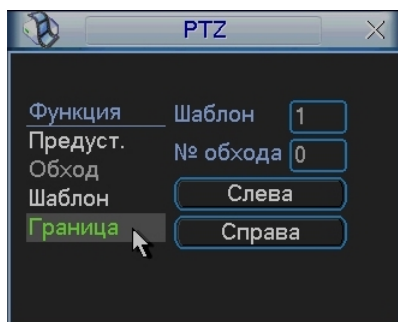 PTZ
Функция
Предуст.
Обход
Шаблон
Граница
Шаблон 1
№ обхода 0
Слева
Справа